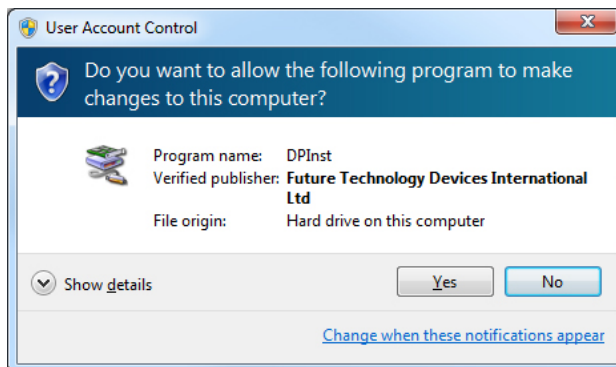 User Account Control
Do you want to allow the following program to make
changes to this computer?
Program name: DPInst
Verified publisher: Future Technology Devices International
Ltd
File origin: Hard drive on this computer
Show details
Yes
No
Change when these notifications appear